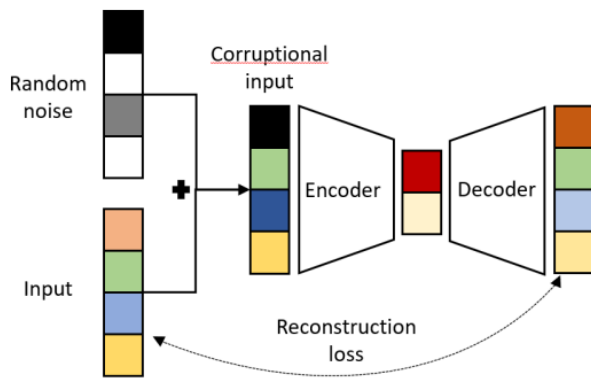 Random
noise
Corruptional
input
Encoder
Decoder
Input
Reconstruction
loss